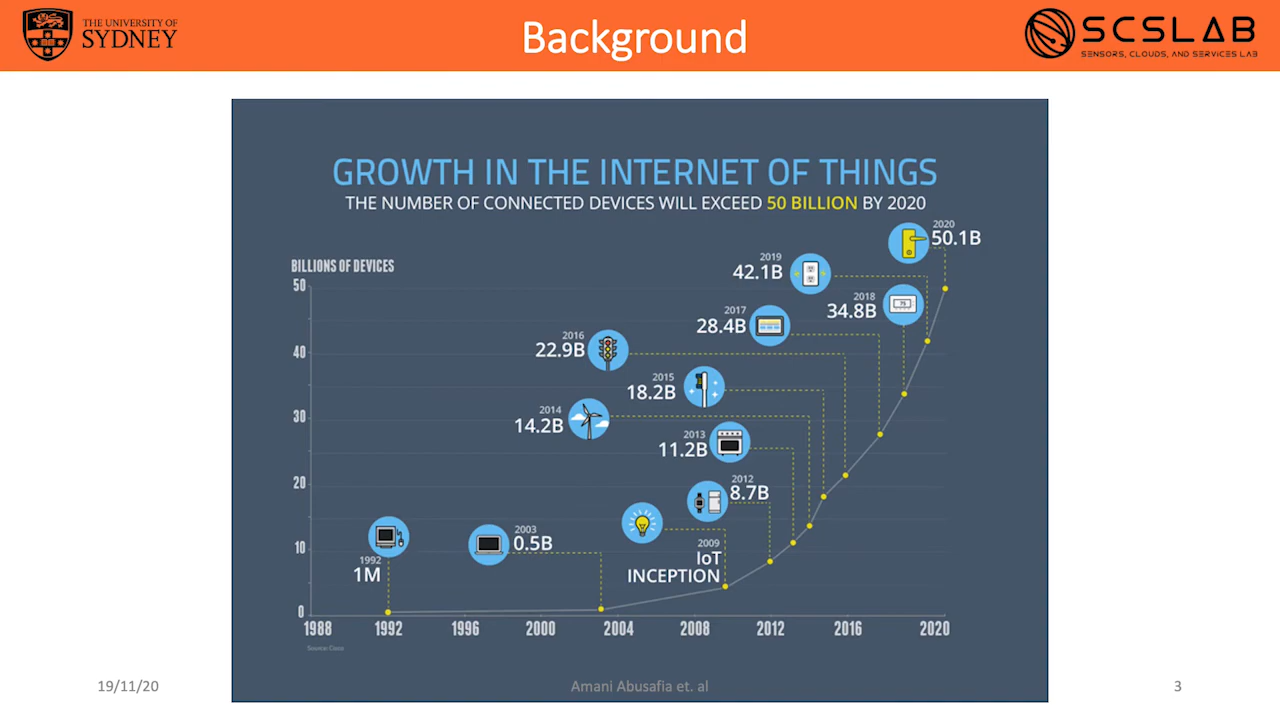 THE UNIVERSITY OF
SYDNEY
Background
SCSLAB
SENSORS, CLOUDS, AND SERVICES LAB
GROWTH IN THE INTERNET OF THINGS
THE NUMBER OF CONNECTED DEVICES WILL EXCEED 50 BILLION BY 2020
BILLIONS OF DEVICES
50
40
30
20
10
0
1992
1M
2003
0.5B
2009
IoT
INCEPTION
2012
8.7B
2013
11.2B
2014
14.2B
2015
18.2B
2016
22.9B
2017
28.4B
2018
34.8B
2019
42.1B
2020
50.1B
1988 1992 1996 2000 2004 2008 2012 2016 2020
Source: Cisco
19/11/20
Amani Abusafia et. al
3